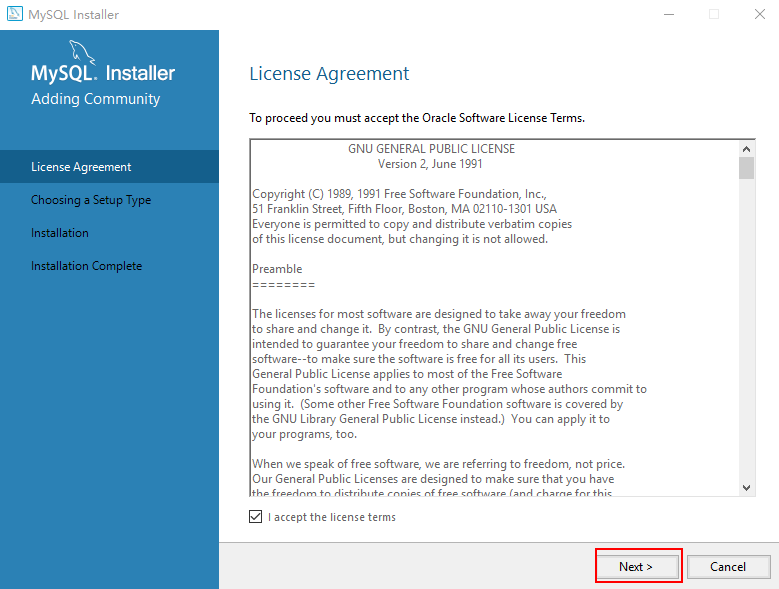 MySQL Installer
MySQL. Installer
Adding Community
License Agreement
Choosing a Setup Type
Installation
Installation Complete
License Agreement
To proceed you must accept the Oracle Software License Terms.
GNU GENERAL PUBLIC LICENSE
Version 2, June 1991
Copyright (C) 1989, 1991 Free Software Foundation, Inc.,
51 Franklin Street, Fifth Floor, Boston, MA 02110-1301 USA
Everyone is permitted to copy and distribute verbatim copies
of this license document, but changing it is not allowed.
Preamble
========
The licenses for most software are designed to take away your freedom
to share and change it.  By contrast, the GNU General Public License is
intended to guarantee your freedom to share and change free
software--to make sure the software is free for all its users.  This
General Public License applies to most of the Free Software
Foundation's software and to any other program whose authors commit to
using it.  (Some other Free Software Foundation software is covered by
the GNU Library General Public License instead.)  You can apply it to
your programs, too.
When we speak of free software, we are referring to freedom, not price.
Our General Public Licenses are designed to make sure that you have
the freedom to distribute copies of free software (and charge for this
I accept the license terms
Next >
Cancel